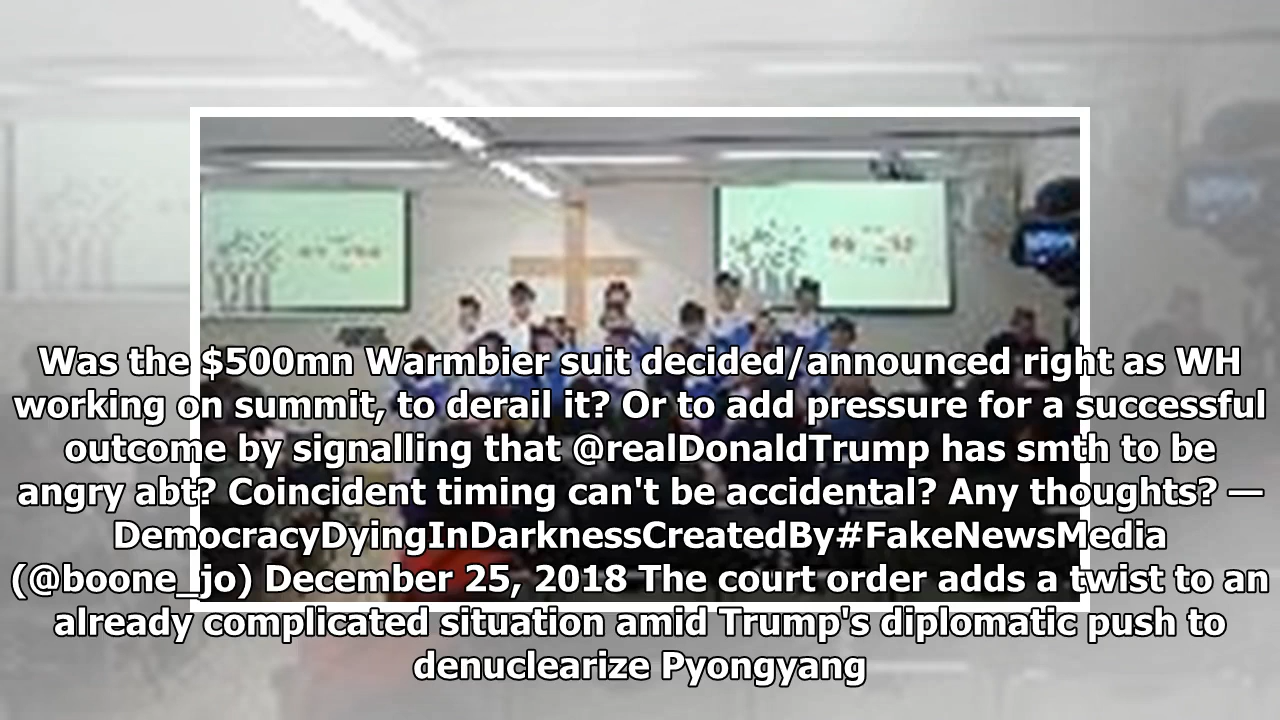 Was the $500mn Warmbier suit decided/announced right as WH
working on summit, to derail it? Or to add pressure for a successful
outcome by signalling that @realDonaldTrump has smth to be
angry abt? Coincident timing can't be accidental? Any thoughts? —
DemocracyDyingInDarknessCreatedBy#FakeNewsMedia
(@boone_jo) December 25, 2018 The court order adds a twist to an
already complicated situation amid Trump's diplomatic push to
denuclearize Pyongyang